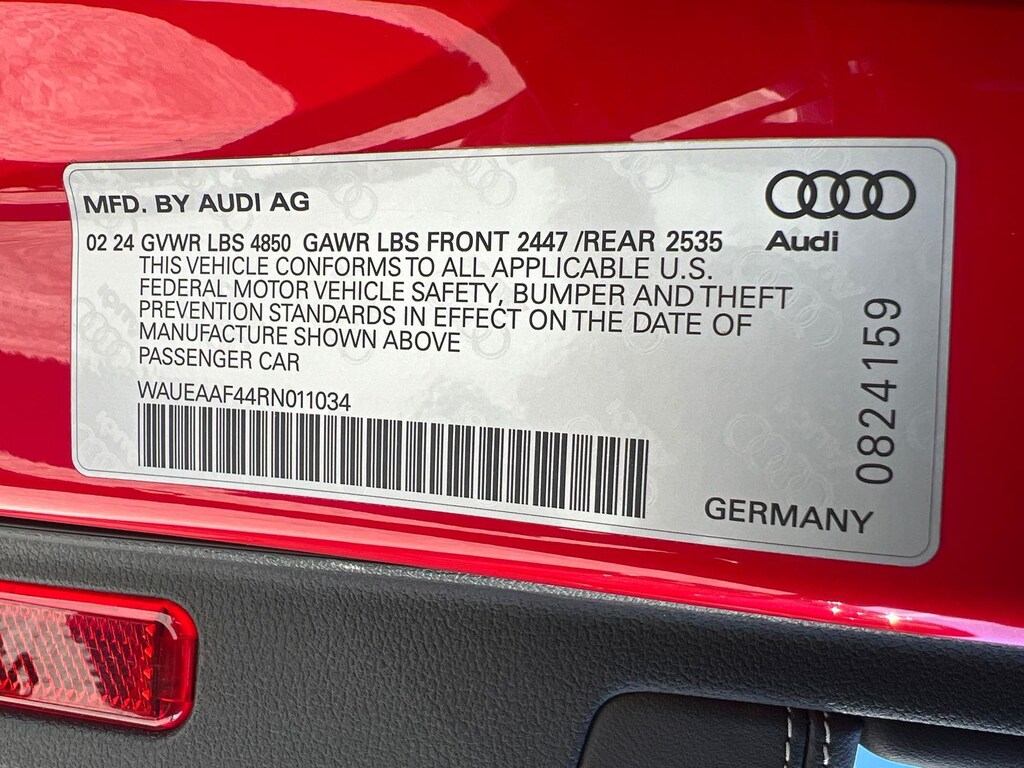 MFD. BY AUDI AG
Audi
02 24 GVWR LBS 4850 GAWR LBS FRONT 2447 /REAR 2535
THIS VEHICLE CONFORMS TO ALL APPLICABLE U.S.
FEDERAL MOTOR VEHICLE SAFETY, BUMPER AND THEFT
PREVENTION STANDARDS IN EFFECT ON THE DATE OF
MANUFACTURE SHOWN ABOVE
PASSENGER CAR
WAUEAAF44RN011034
0824159
GERMANY